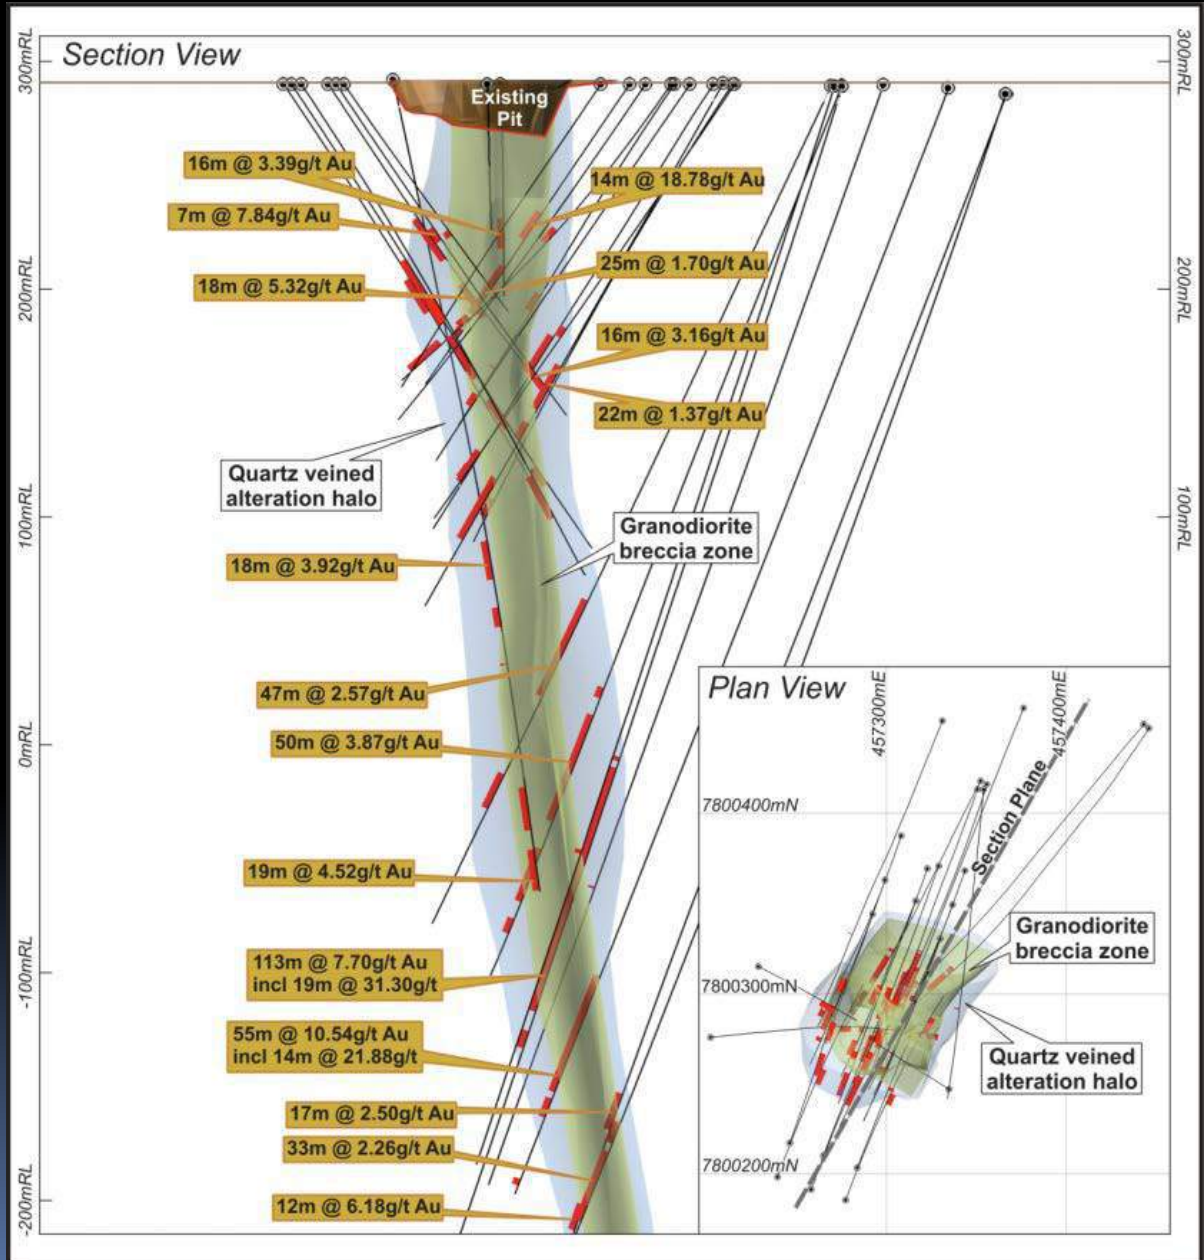 Section View
300mRL
300mRL
Existing
Pit
16m @ 3.39g/t Au
14m @ 18.78g/t Au
7m @ 7.84g/t Au
25m @ 1.70g/t Au
18m @ 5.32g/t Au
200mRL
200mRL
16m @ 3.16g/t Au
22m @ 1.37g/t Au
Quartz veined
alteration halo
100mRL
100mRL
Granodiorite
breccia zone
18m @ 3.92g/t Au
47m @ 2.57g/t Au
50m @ 3.87g/t Au
0mRL
19m @ 4.52g/t Au
113m @ 7.70g/t Au
incl 19m @ 31.30g/t
-100mRL
55m @ 10.54g/t Au
incl 14m @ 21.88g/t
17m @ 2.50g/t Au
33m @ 2.26g/t Au
12m @ 6.18g/t Au
-200mRL
Plan View
457300mE
457400mE
7800400mN
Section Plane
Granodiorite
breccia zone
7800300mN
Quartz veined
alteration halo
7800200mN